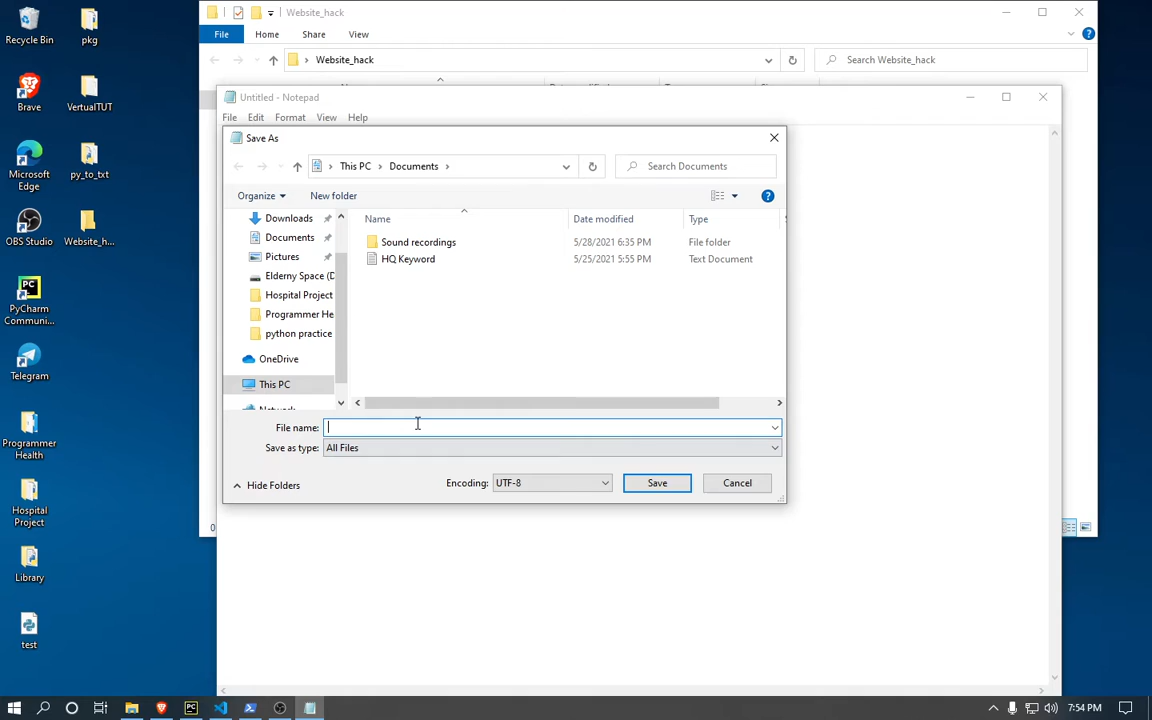 Recycle Bin
pkg
Brave
VertualTUT
Microsoft
Edge
py_to_txt
OBS Studio
Website_h...
PyCharm
Communi...
Telegram
Programmer
Health
Hospital
Project
Library
test
Website_hack
File
Home
Share
View
Website_hack
Search Website_hack
Untitled - Notepad
File
Edit
Format
View
Help
Save As
This PC
Documents
Search Documents
Organize
New folder
Downloads
Documents
Pictures
Elderny Space (D
Hospital Project
Programmer He
python practice
OneDrive
This PC
Network
Name
Date modified
Type
Sound recordings
5/28/2021 6:35 PM
File folder
HQ Keyword
5/25/2021 5:55 PM
Text Document
File name:
Save as type:
All Files
Hide Folders
Encoding:
UTF-8
Save
Cancel
0
7:54 PM